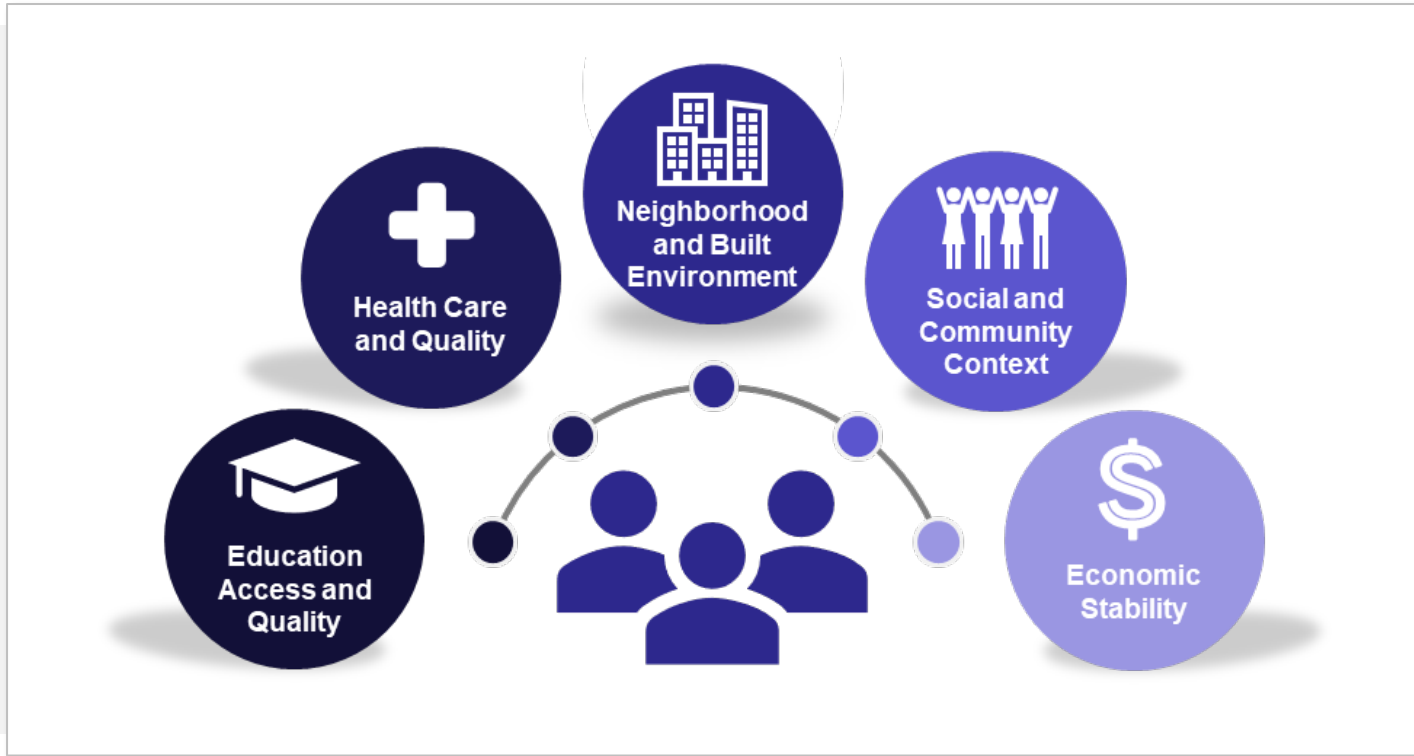 Education
Access and
Quality
Health Care
and Quality
Neighborhood
and Built
Environment
Social and
Community
Context
$
Economic
Stability